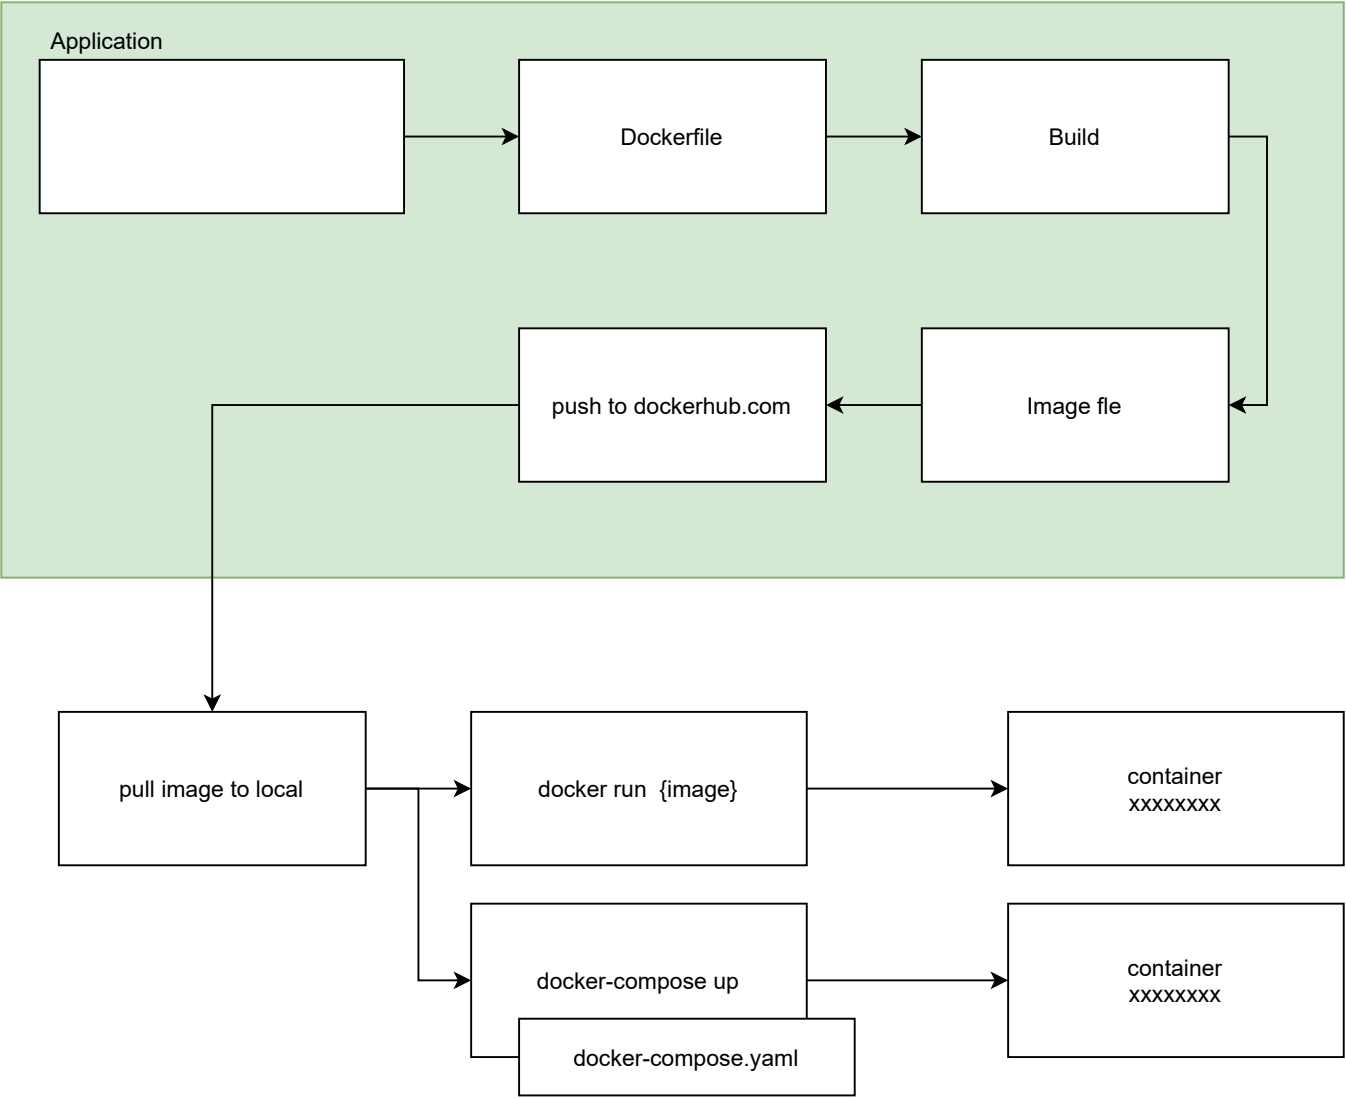 Application
Dockerfile
Build
push to dockerhub.com
Image fle
pull image to local
docker run  {image}
container
xxxxxxxx
docker-compose up
container
xxxxxxxx
docker-compose.yaml